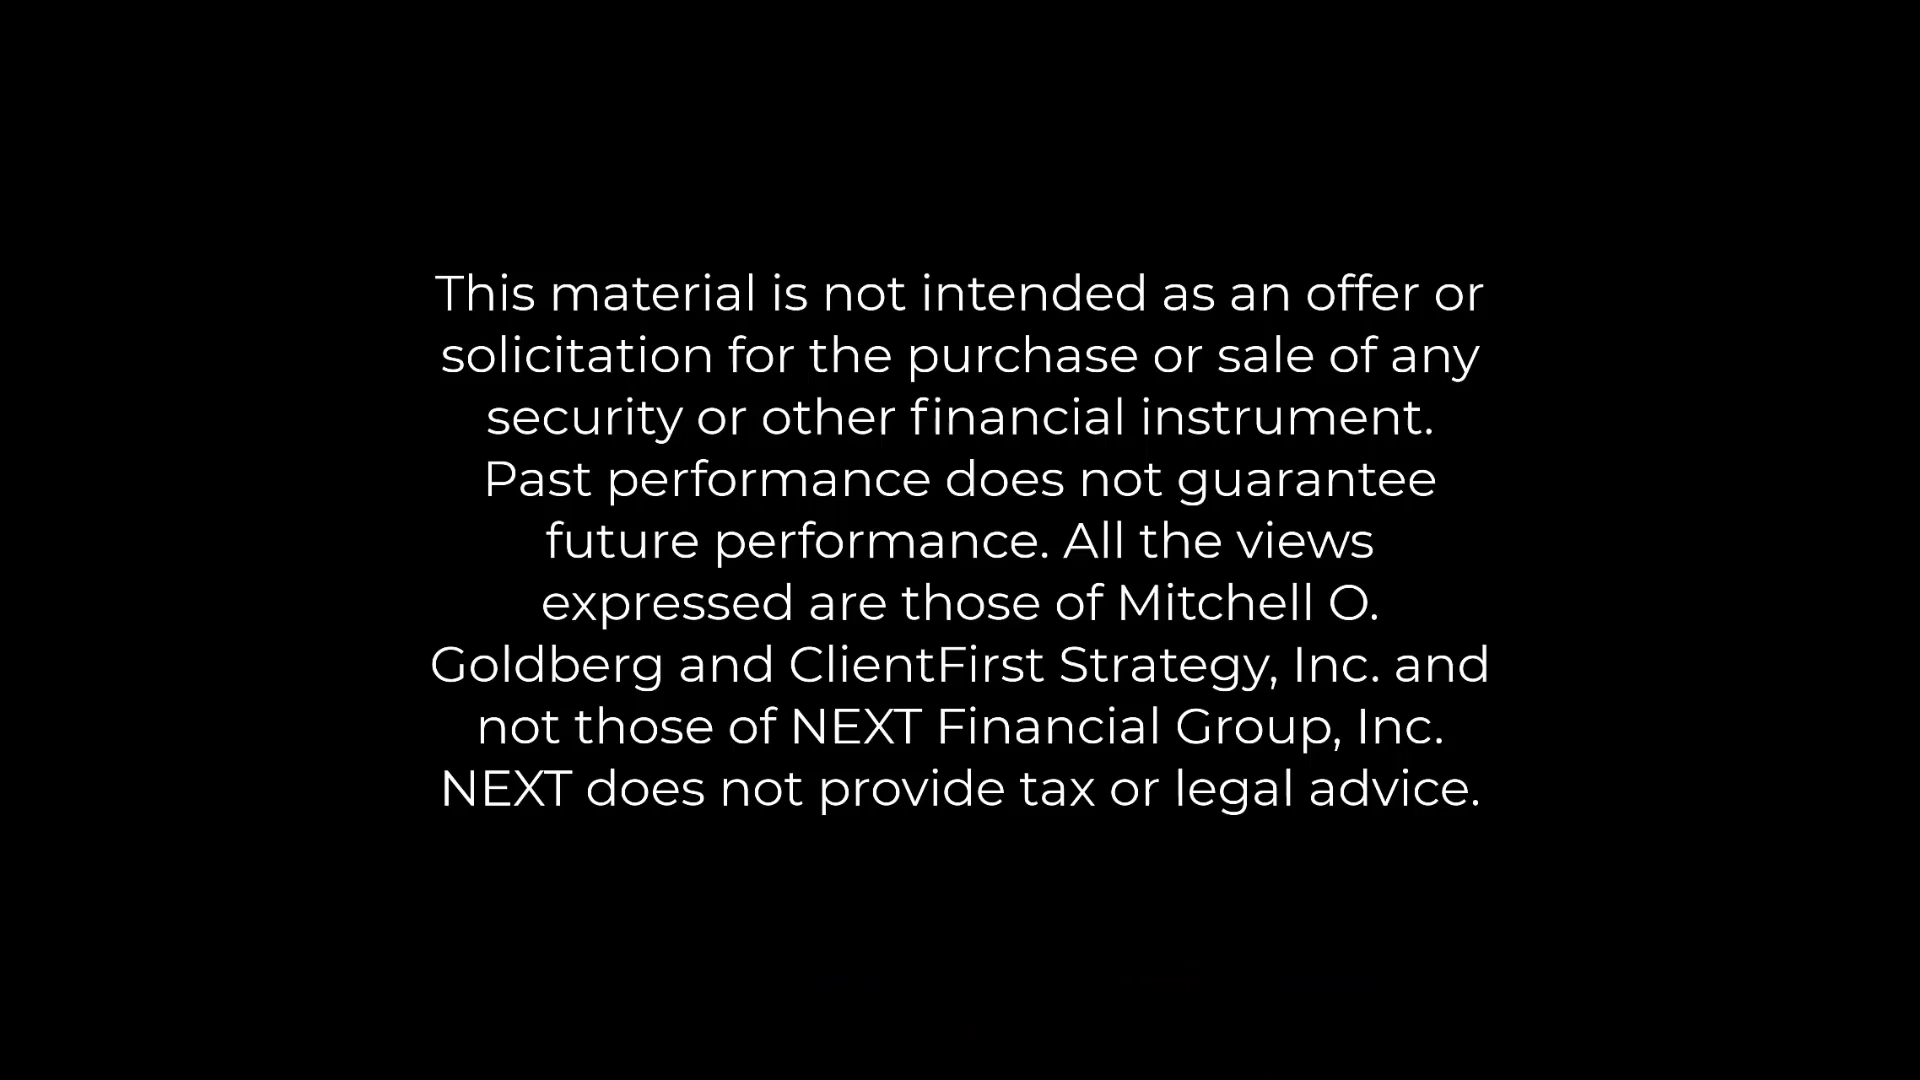 This material is not intended as an offer or
solicitation for the purchase or sale of any
security or other financial instrument.
Past performance does not guarantee
future performance. All the views
expressed are those of Mitchell O.
Goldberg and ClientFirst Strategy, Inc. and
not those of NEXT Financial Group, Inc.
NEXT does not provide tax or legal advice.